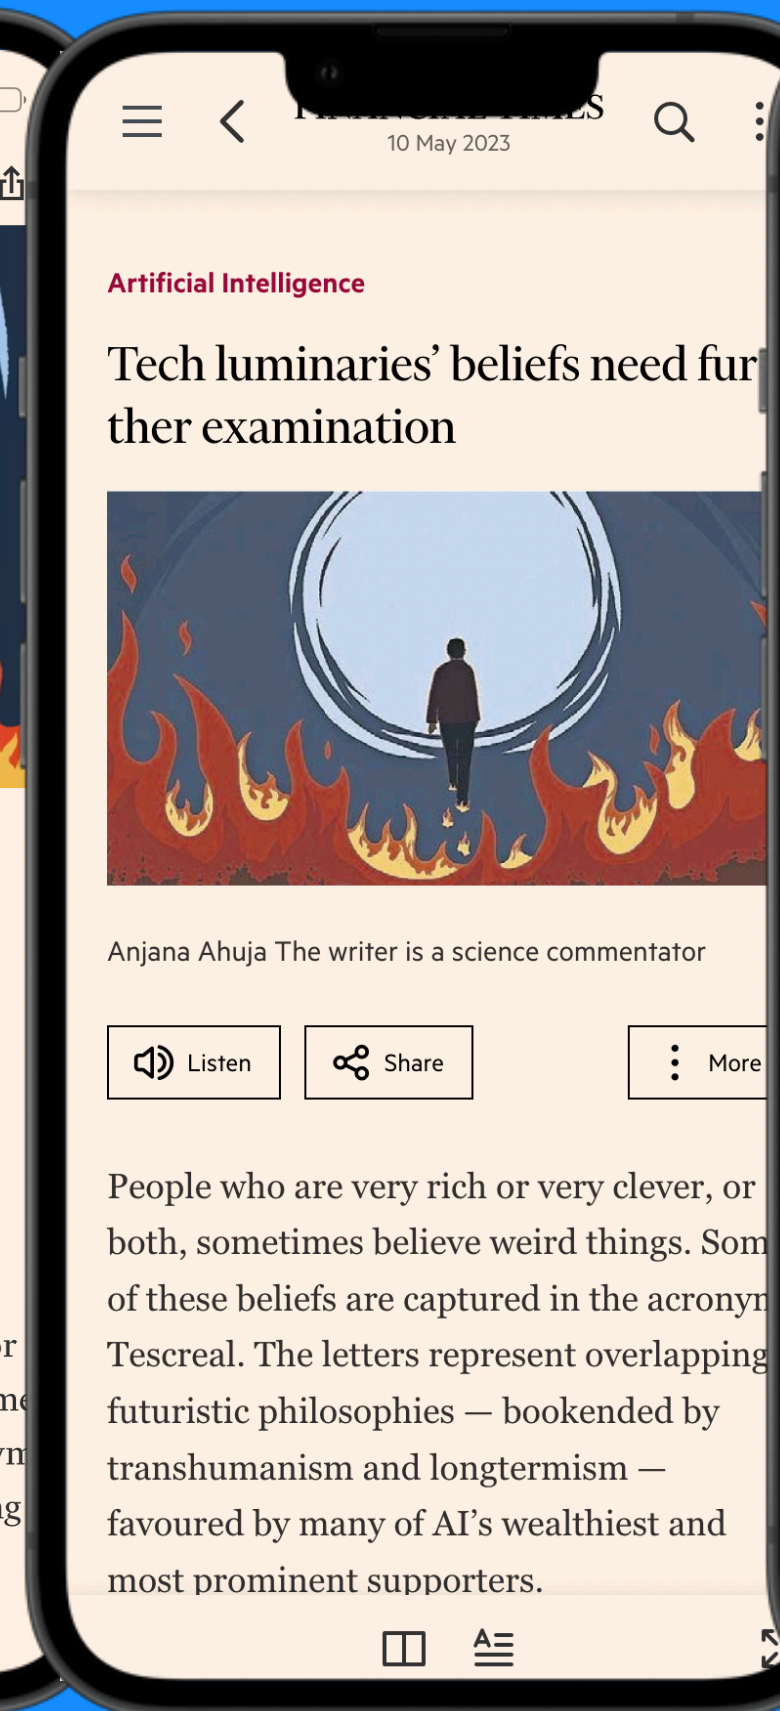 FINANCIAL TIMES
10 May 2023
Artificial Intelligence
Tech luminaries’ beliefs need fur
ther examination
Anjana Ahuja The writer is a science commentator
Listen
Share
More
People who are very rich or very clever, or
both, sometimes believe weird things. Som
of these beliefs are captured in the acronym
Tescreal. The letters represent overlapping
futuristic philosophies — bookended by
transhumanism and longtermism —
favoured by many of AI’s wealthiest and
most prominent supporters.